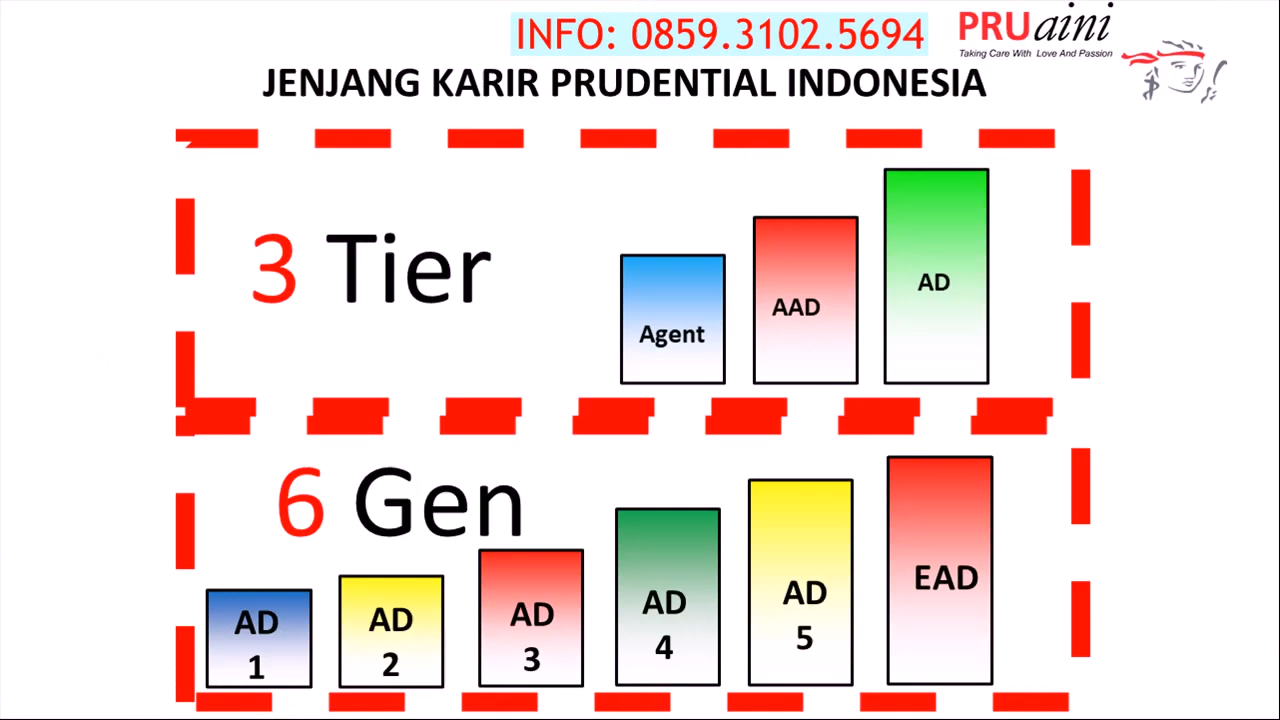 INFO: 0859.3102.5694
PRUaini
Taking Care With Love And Passion
JENJANG KARIR PRUDENTIAL INDONESIA
3 Tier
Agent
AAD
AD
6 Gen
AD
1
AD
2
AD
3
AD
4
AD
5
EAD